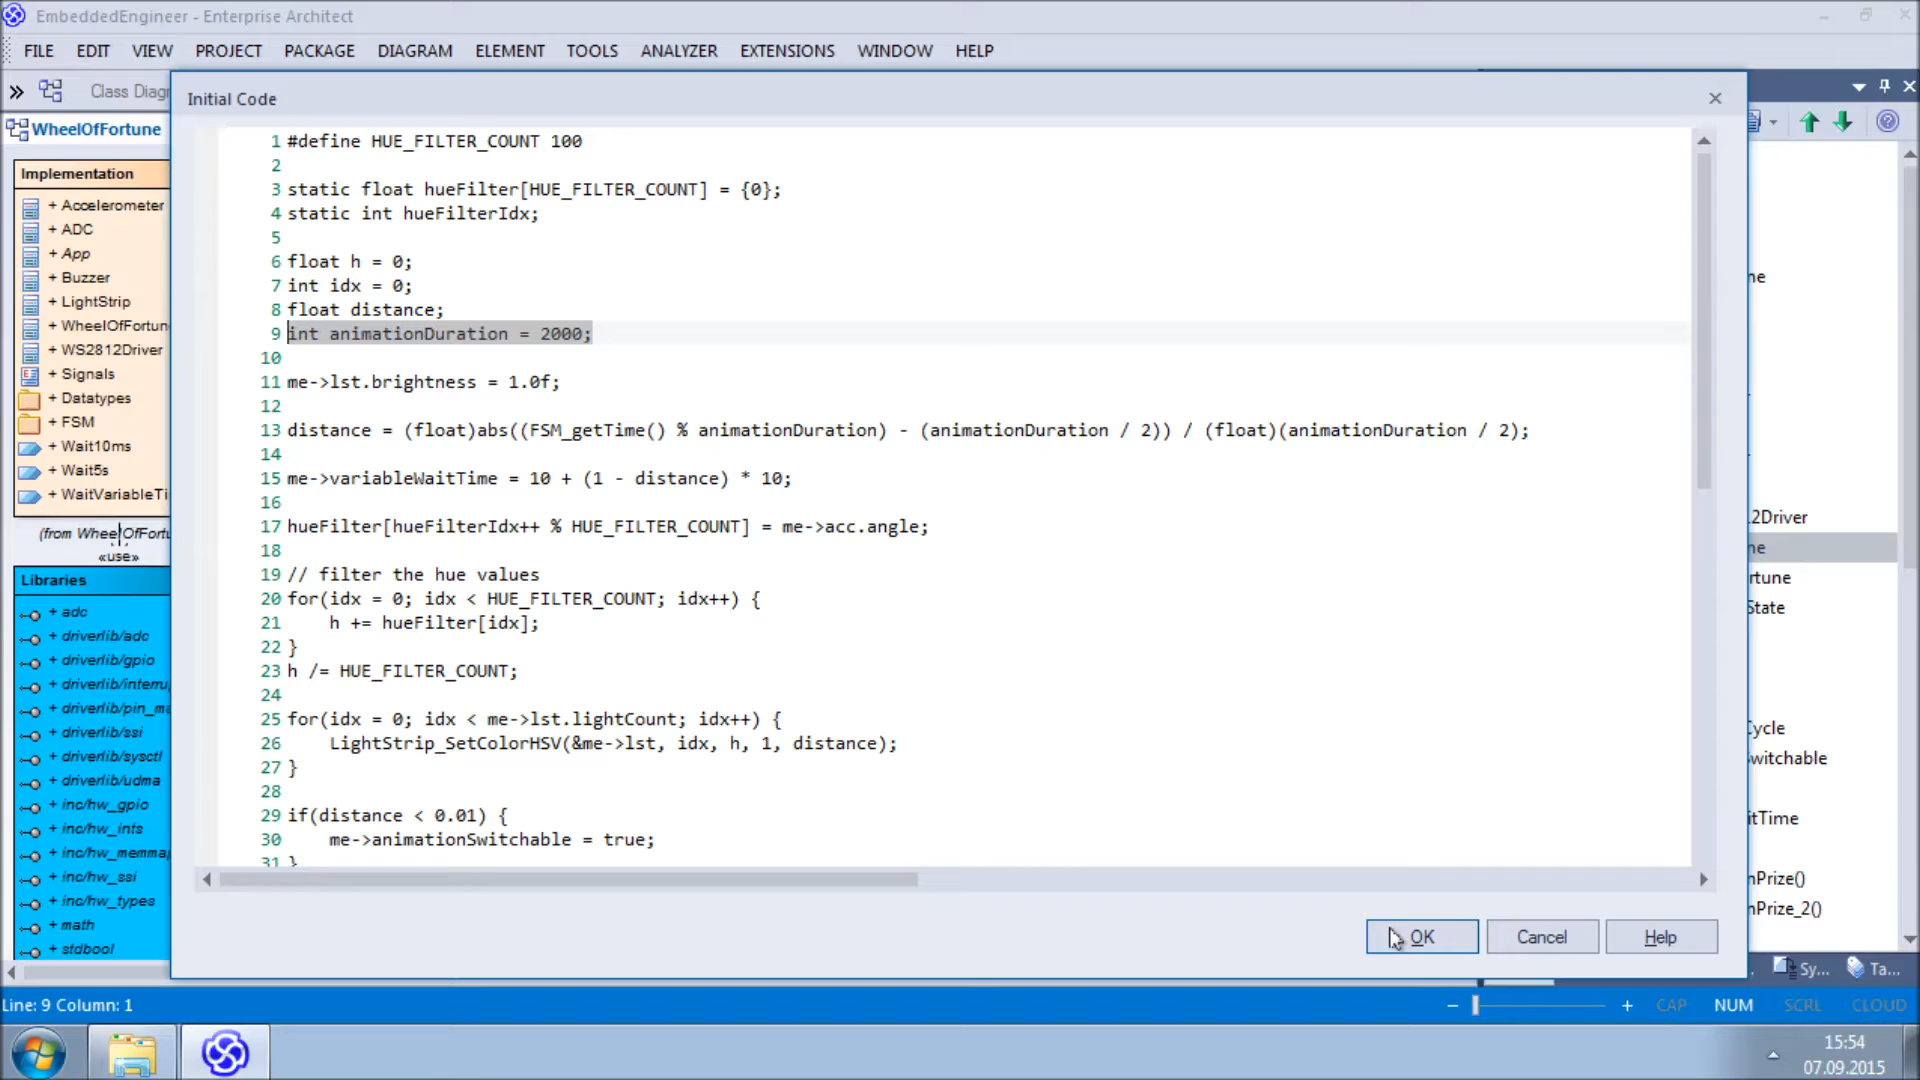 EmbeddedEngineer - Enterprise Architect
FILE EDIT VIEW PROJECT PACKAGE DIAGRAM ELEMENT TOOLS ANALYZER EXTENSIONS WINDOW HELP
Class Diag
Initial Code
WheelOfFortune
Implementation
+ Accelerometer
+ ADC
+ App
+ Buzzer
+ LightStrip
+ WheelOfFortun
+ WS2812Driver
+ Signals
+ Datatypes
+ FSM
+ Wait10ms
+ Wait5s
+ WaitVariableTi
(from WheelOfFortu
«use»
Libraries
+ adc
+ driverlib/adc
+ driverlib/gpio
+ driverlib/interru
+ driverlib/pin_ma
+ driverlib/ssi
+ driverlib/sysctl
+ driverlib/udma
+ inc/hw_gpio
+ inc/hw_ints
+ inc/hw_memma
+ inc/hw_ssi
+ inc/hw_types
+ math
+ stdbool
1 #define HUE_FILTER_COUNT 100
2
3 static float hueFilter[HUE_FILTER_COUNT] = {0};
4 static int hueFilterIdx;
5
6 float h = 0;
7 int idx = 0;
8 float distance;
9 int animationDuration = 2000;
10
11 me->lst.brightness = 1.0f;
12
13 distance = (float)abs((FSM_getTime() % animationDuration) - (animationDuration / 2)) / (float)(animationDuration / 2);
14
15 me->variableWaitTime = 10 + (1 - distance) * 10;
16
17 hueFilter[hueFilterIdx++ % HUE_FILTER_COUNT] = me->acc.angle;
18
19 // filter the hue values
20 for(idx = 0; idx < HUE_FILTER_COUNT; idx++) {
21 h += hueFilter[idx];
22 }
23 h /= HUE_FILTER_COUNT;
24
25 for(idx = 0; idx < me->lst.lightCount; idx++) {
26 LightStrip_SetColorHSV(&me->lst, idx, h, 1, distance);
27 }
28
29 if(distance < 0.01) {
30 me->animationSwitchable = true;
31 }
OK Cancel Help
ne
.2Driver
ne
rtune
State
Cycle
witchable
itTime
nPrize()
nPrize_2()
Sy... Ta...
Line: 9 Column: 1
CAP NUM SCRL CLOUD
15:54
07.09.2015